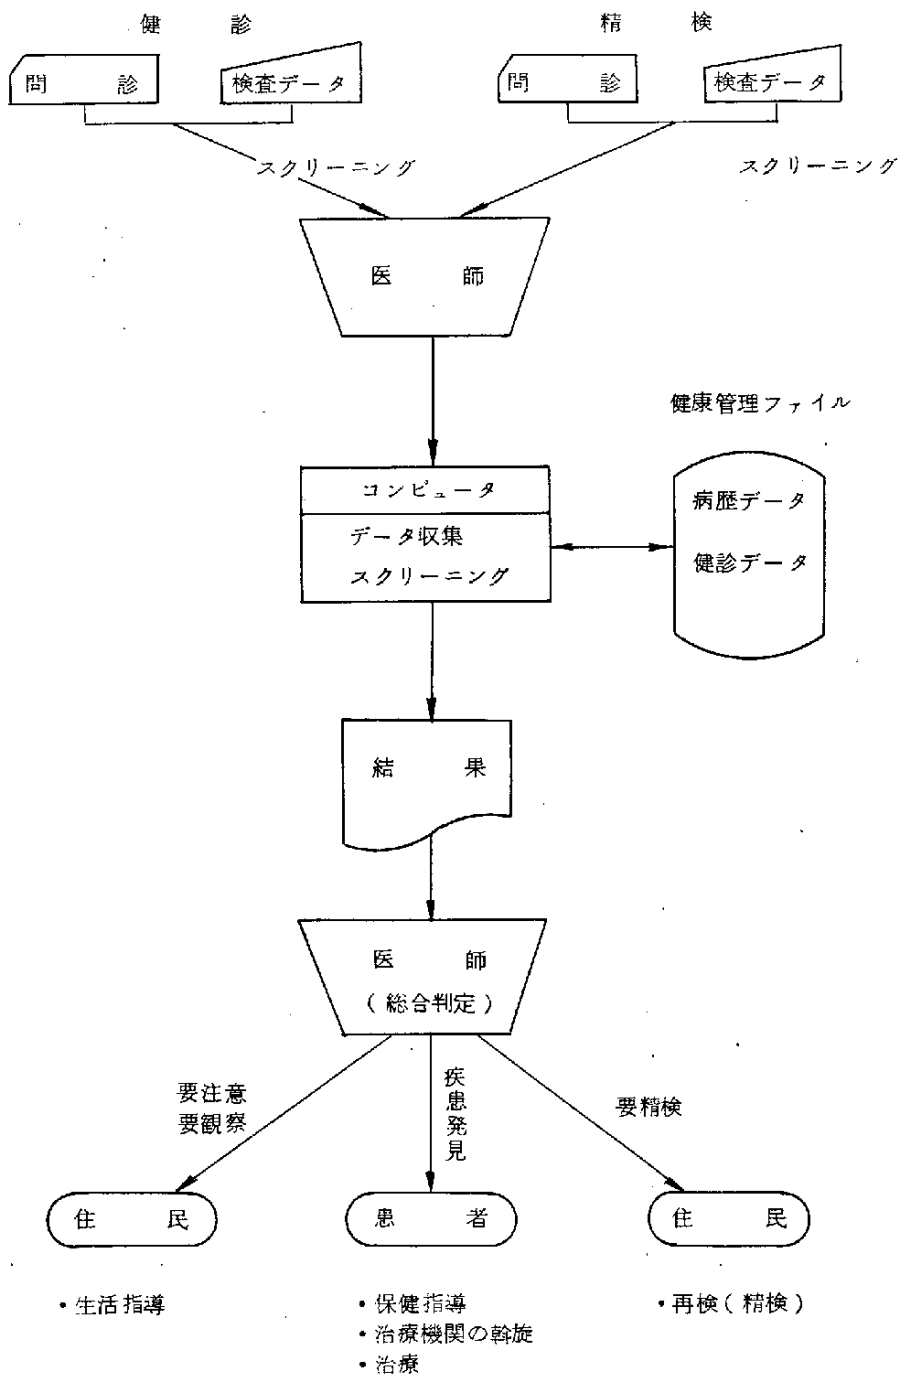 健診
精検
問診
検査データ
問診
検査データ
スクリーニング
スクリーニング
医師
健康管理ファイル
コンピュータ
データ収集
スクリーニング
病歴データ
健診データ
結果
医師
(総合判定)
要注意
要観察
疾患発見
要精検
住民
患者
住民
・生活指導
・保健指導
・治療機関の斡旋
・治療
・再検(精検)